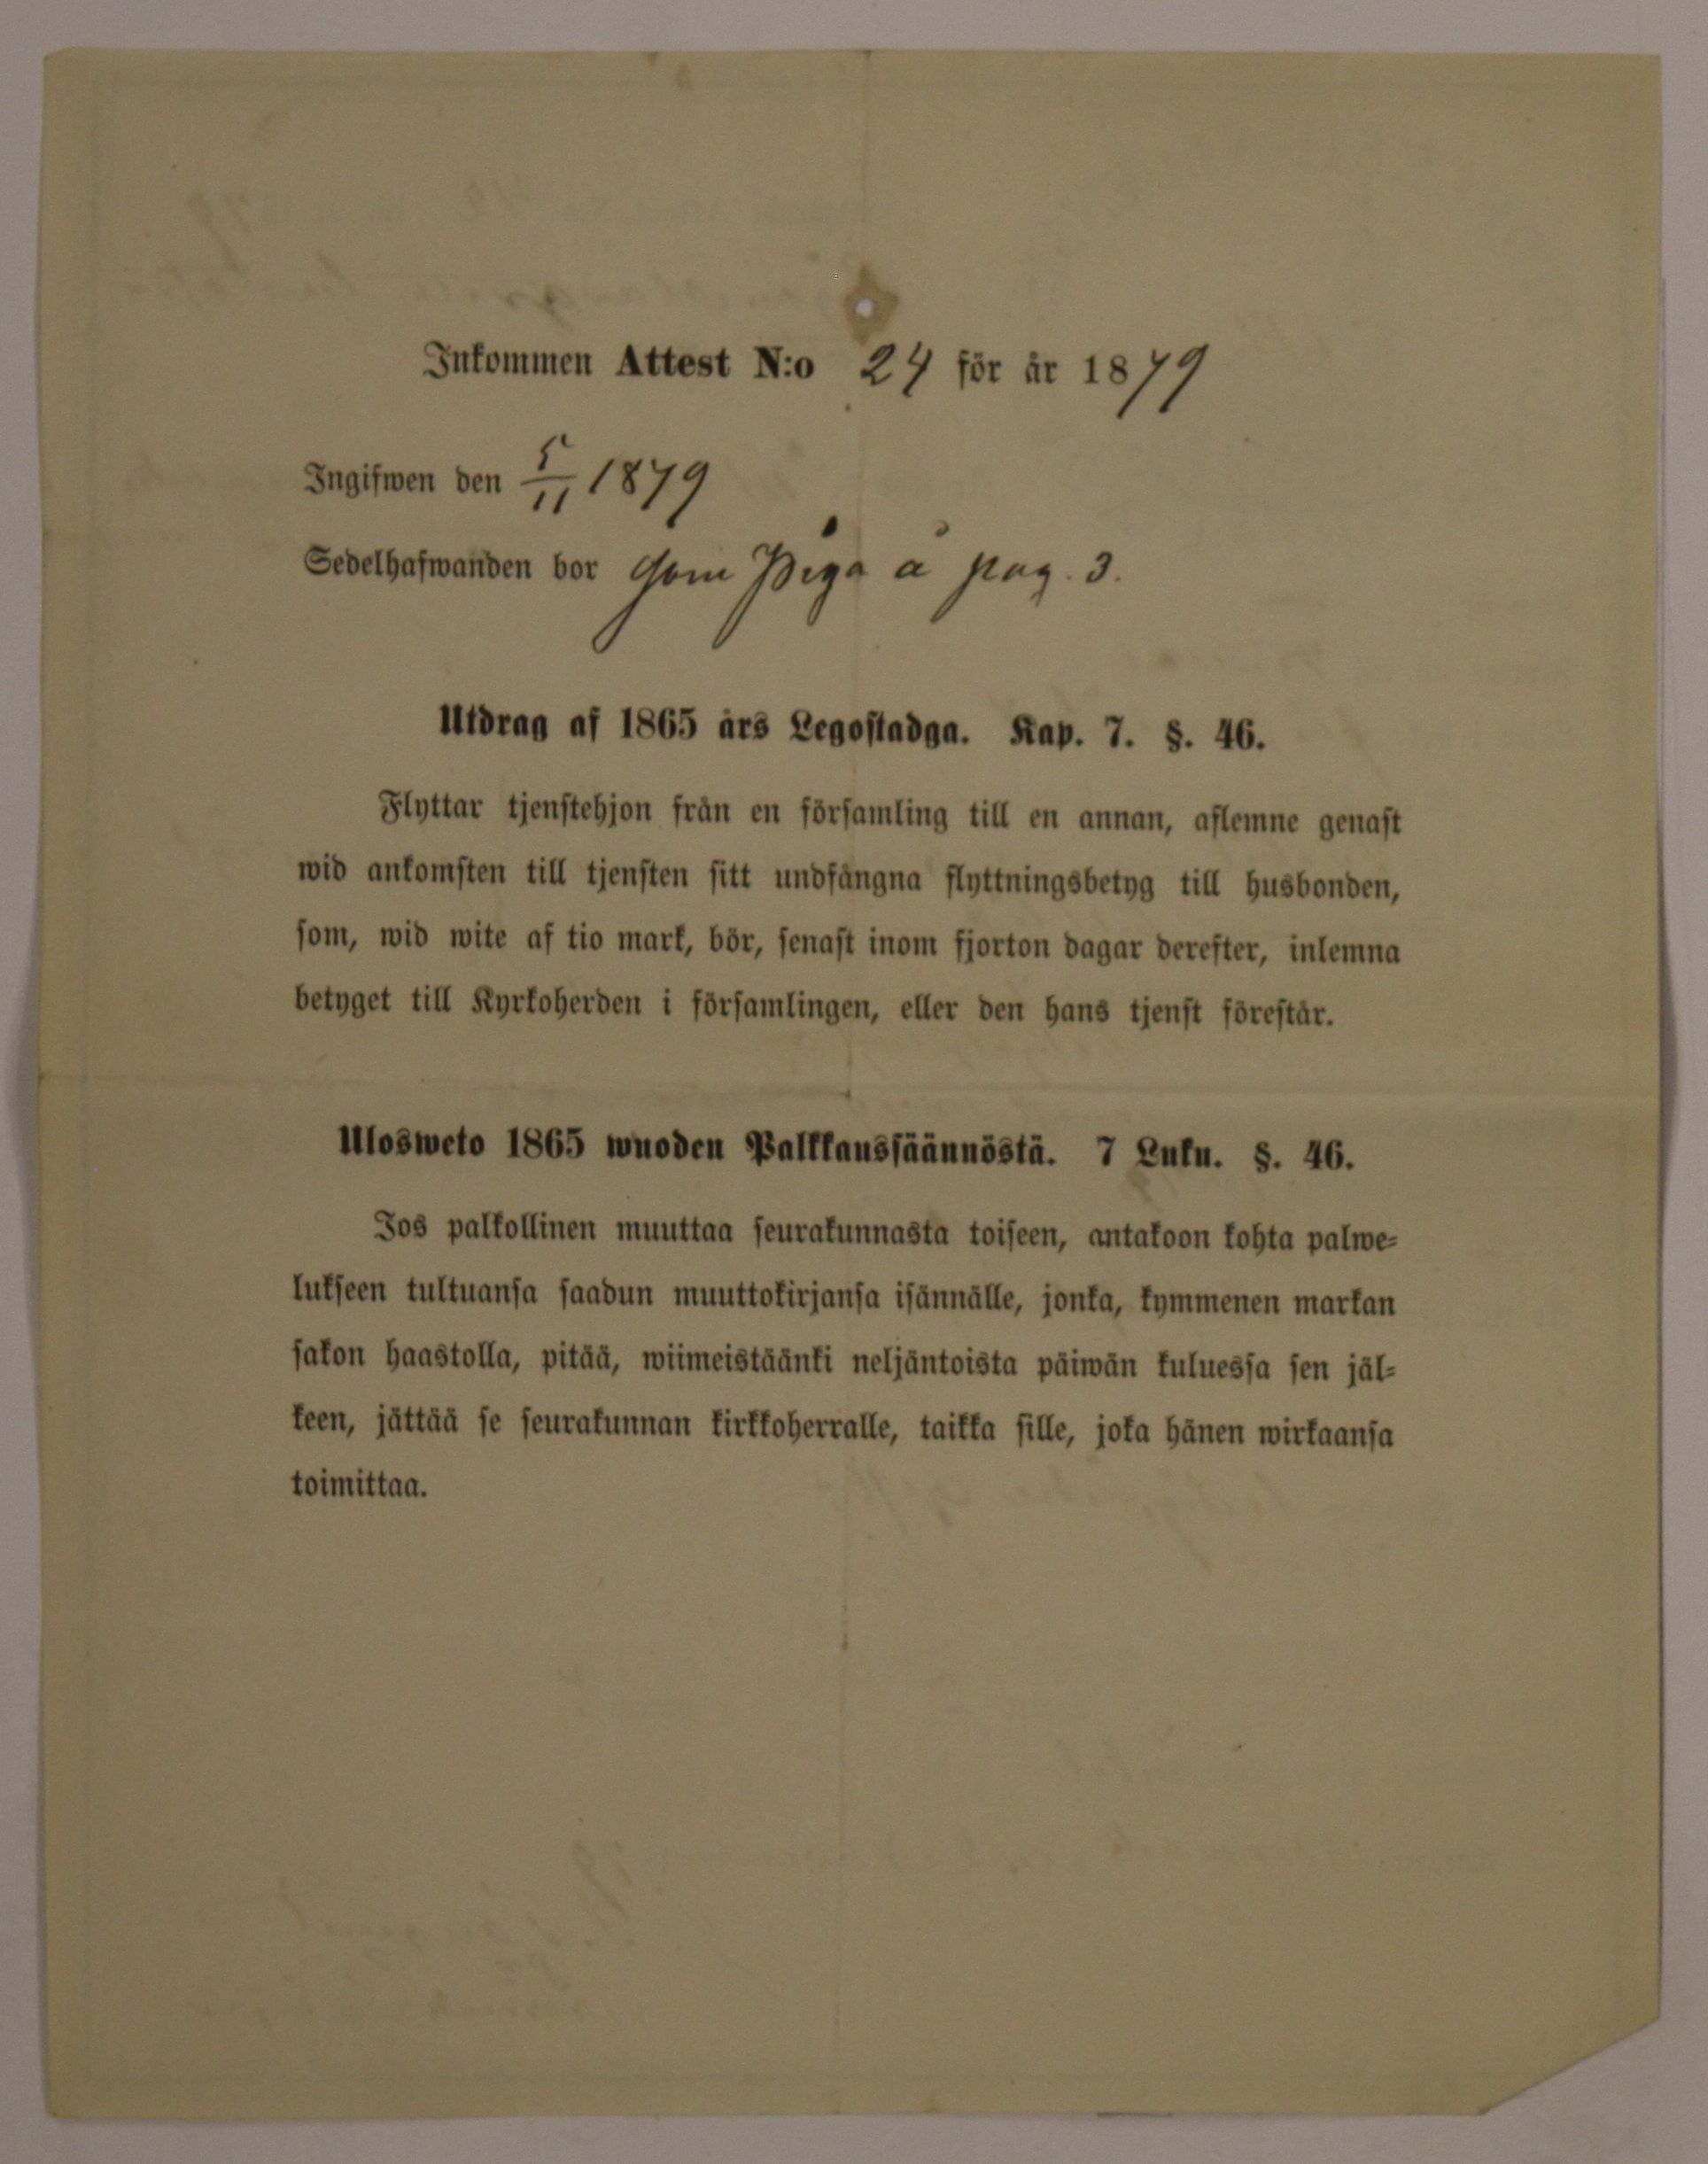 Inkommen Attest N:o 24 för år 1879
Ingifwen den 5/11 1879
Sedelhafwanden bor som Piga å pag. 3.
Utdrag af 1865 års Legostadga. Kap. 7. §. 46.
Flyttar tjenstehjon från en församling till en annan, aflemne genast
wid ankomsten till tjensten sitt undfångna flyttningsbetyg till husbonden,
som, wid wite af tio mark, bör, senast inom fjorton dagar derefter, inlemna
betyget till Kyrkoherden i församlingen, eller den hans tjenst förestår.
Ulosweto 1865 wuoden Palkkaussäännöstä. 7 Luku. §. 46.
Jos palkollinen muuttaa seurakunnasta toiseen, antakoon kohta palwe-
lukseen tultuansa saadun muuttokirjansa isännälle, jonka, kymmenen markan
sakon haastolla, pitää, wiimeistäänki neljäntoista päiwän kuluessa sen jäl-
keen, jättää se seurakunnan kirkkoherralle, taikka sille, joka hänen wirkaansa
toimittaa.